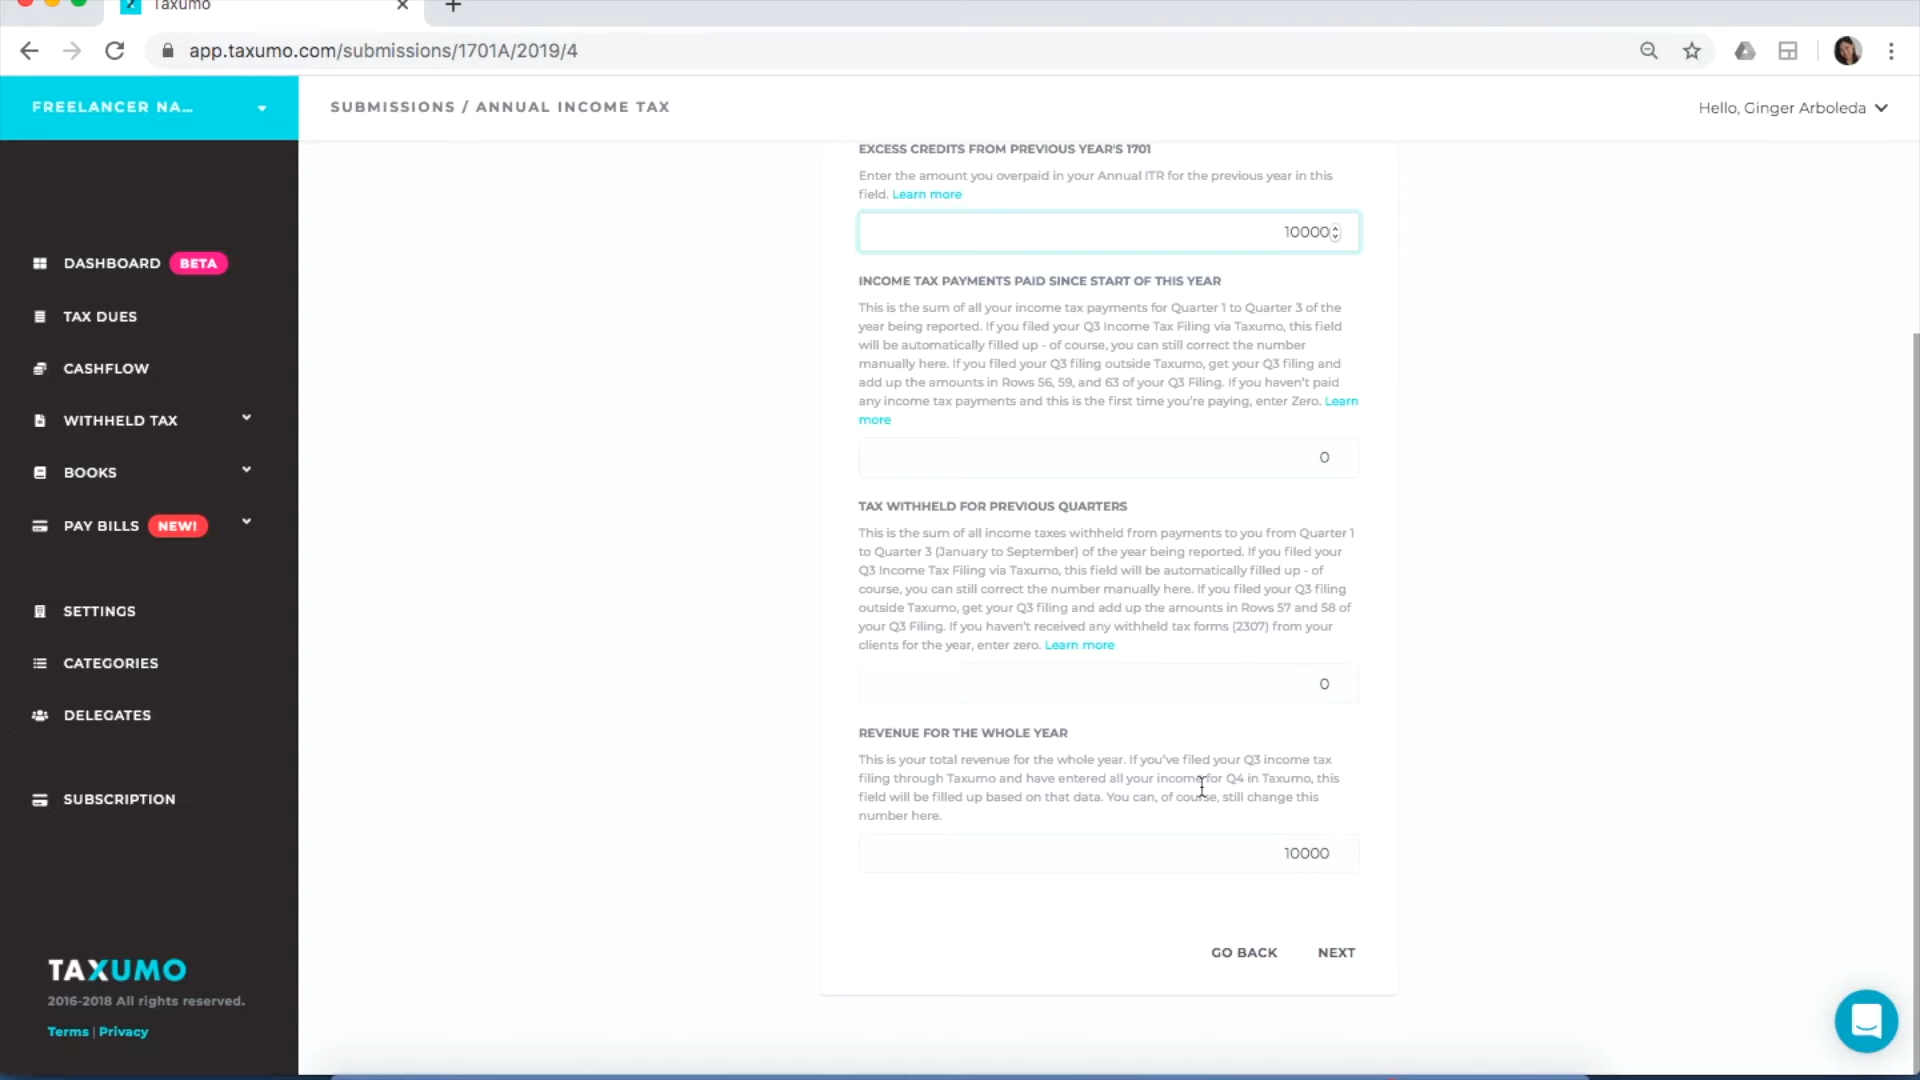 Taxumo
app.taxumo.com/submissions/1701A/2019/4
FREELANCER NA...
SUBMISSIONS / ANNUAL INCOME TAX
Hello, Ginger Arboleda
DASHBOARD BETA
TAX DUES
CASHFLOW
WITHHELD TAX
BOOKS
PAY BILLS NEW!
SETTINGS
CATEGORIES
DELEGATES
SUBSCRIPTION
TAXUMO
2016-2018 All rights reserved.
Terms | Privacy
EXCESS CREDITS FROM PREVIOUS YEAR'S 1701
Enter the amount you overpaid in your Annual ITR for the previous year in this
field. Learn more
10000
INCOME TAX PAYMENTS PAID SINCE START OF THIS YEAR
This is the sum of all your income tax payments for Quarter 1 to Quarter 3 of the
year being reported. If you filed your Q3 Income Tax Filing via Taxumo, this field
will be automatically filled up - of course, you can still correct the number
manually here. If you filed your Q3 filing outside Taxumo, get your Q3 filing and
add up the amounts in Rows 56, 59, and 63 of your Q3 Filing. If you haven't paid
any income tax payments and this is the first time you're paying, enter Zero. Learn
more
0
TAX WITHHELD FOR PREVIOUS QUARTERS
This is the sum of all income taxes withheld from payments to you from Quarter 1
to Quarter 3 (January to September) of the year being reported. If you filed your
Q3 Income Tax Filing via Taxumo, this field will be automatically filled up - of
course, you can still correct the number manually here. If you filed your Q3 filing
outside Taxumo, get your Q3 filing and add up the amounts in Rows 57 and 58 of
your Q3 Filing. If you haven't received any withheld tax forms (2307) from your
clients for the year, enter zero. Learn more
0
REVENUE FOR THE WHOLE YEAR
This is your total revenue for the whole year. If you've filed your Q3 income tax
filing through Taxumo and have entered all your income for Q4 in Taxumo, this
field will be filled up based on that data. You can, of course, still change this
number here.
10000
GO BACK NEXT